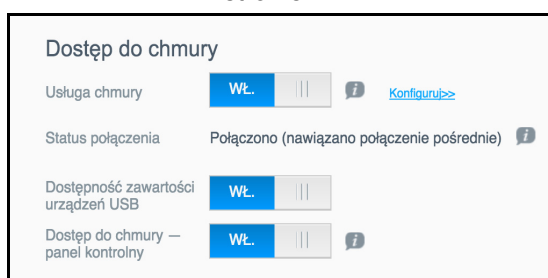 Dostęp do chmury
Usługa chmury WŁ. Konfiguruj>>
Status połączenia Połączono (nawiązano połączenie pośrednie)
Dostępność zawartości
urządzeń USB WŁ.
Dostęp do chmury —
panel kontrolny WŁ.